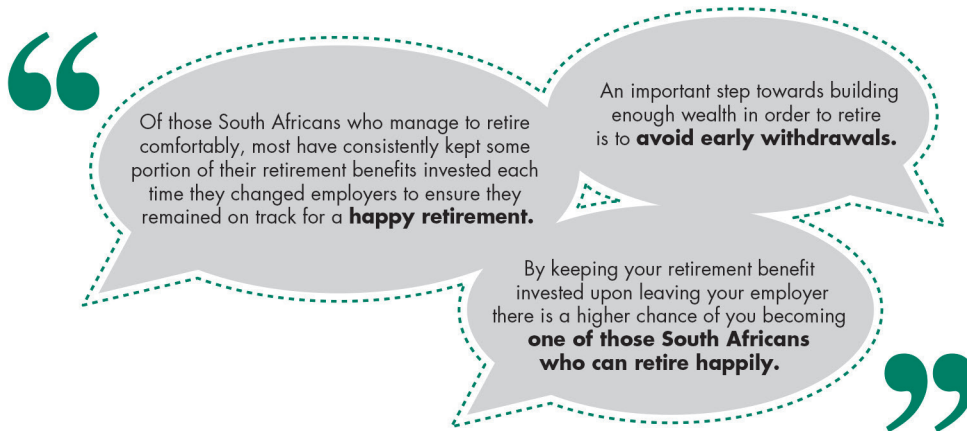 “
Of those South Africans who manage to retire
comfortably, most have consistently kept some
portion of their retirement benefits invested each
time they changed employers to ensure they
remained on track for a happy retirement.
An important step towards building
enough wealth in order to retire
is to avoid early withdrawals.
By keeping your retirement benefit
invested upon leaving your employer
there is a higher chance of you becoming
one of those South Africans
who can retire happily.
”